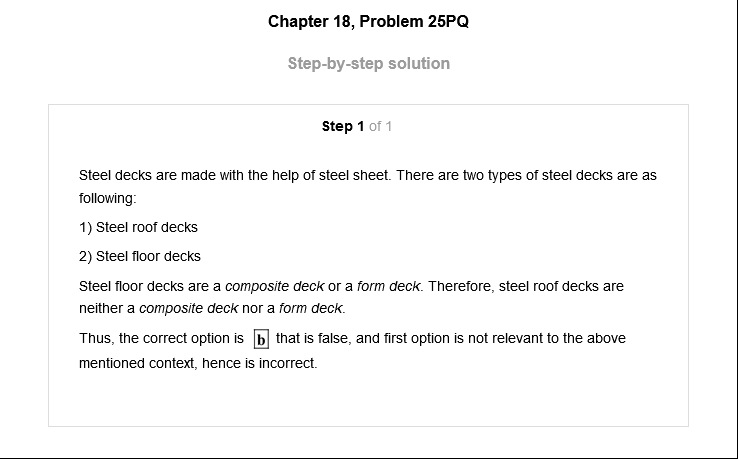 Chapter 18, Problem 25PQ
Step-by-step solution
Step 1 of 1
Steel decks are made with the help of steel sheet. There are two types of steel decks are as
following:
1) Steel roof decks
2) Steel floor decks
Steel floor decks are a composite deck or a form deck. Therefore, steel roof decks are
neither a composite deck nor a form deck.
Thus, the correct option is b that is false, and first option is not relevant to the above
mentioned context, hence is incorrect.